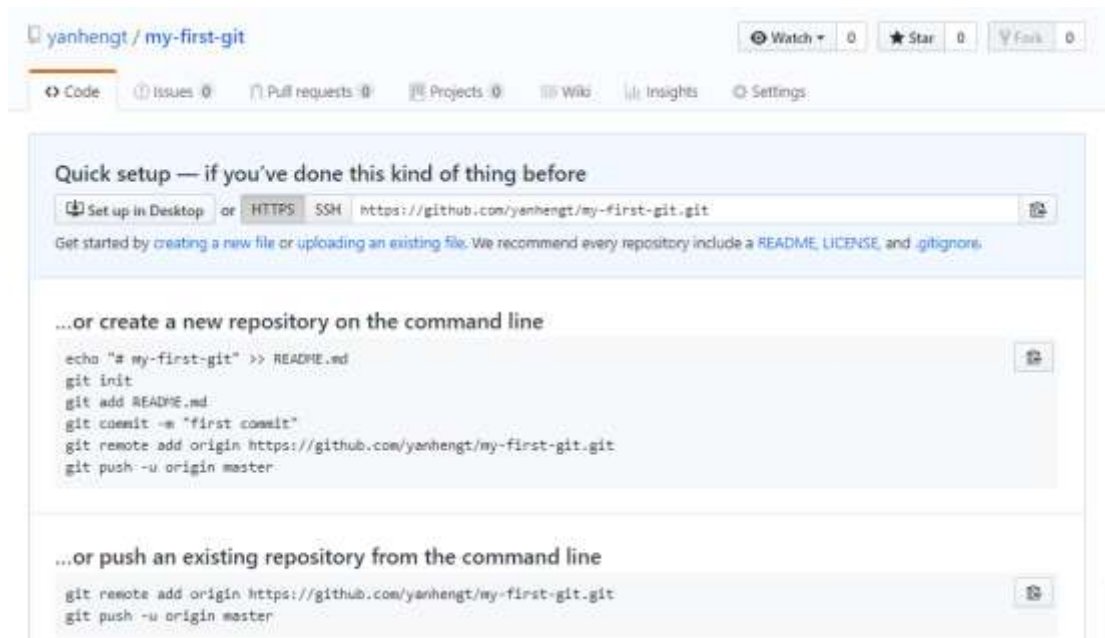 yanhengt / my-first-git
Watch 0 Star 0 Fork 0
Code Issues 0 Pull requests 0 Projects 0 Wiki Insights Settings
Quick setup — if you've done this kind of thing before
Set up in Desktop or HTTPS SSH https://github.com/yanhengt/my-first-git.git
Get started by creating a new file or uploading an existing file. We recommend every repository include a README, LICENSE, and .gitignore.
...or create a new repository on the command line
echo "# my-first-git" >> README.md
git init
git add README.md
git commit -m "first commit"
git remote add origin https://github.com/yanhengt/my-first-git.git
git push -u origin master
...or push an existing repository from the command line
git remote add origin https://github.com/yanhengt/my-first-git.git
git push -u origin master